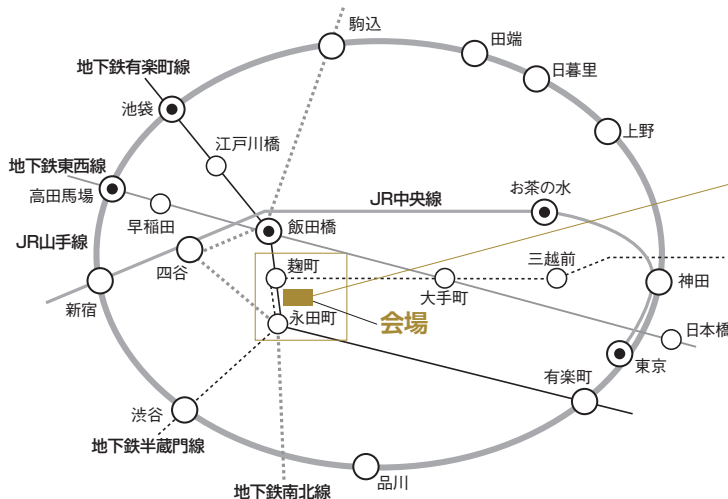 駒込
田端
地下鉄有楽町線
日暮里
池袋
江戸川橋
上野
地下鉄東西線
高田馬場
早稲田
JR中央線
お茶の水
飯田橋
JR山手線
四谷
麹町
三越前
大手町
神田
新宿
永田町
会場
日本橋
東京
有楽町
渋谷
地下鉄半蔵門線
品川
地下鉄南北線